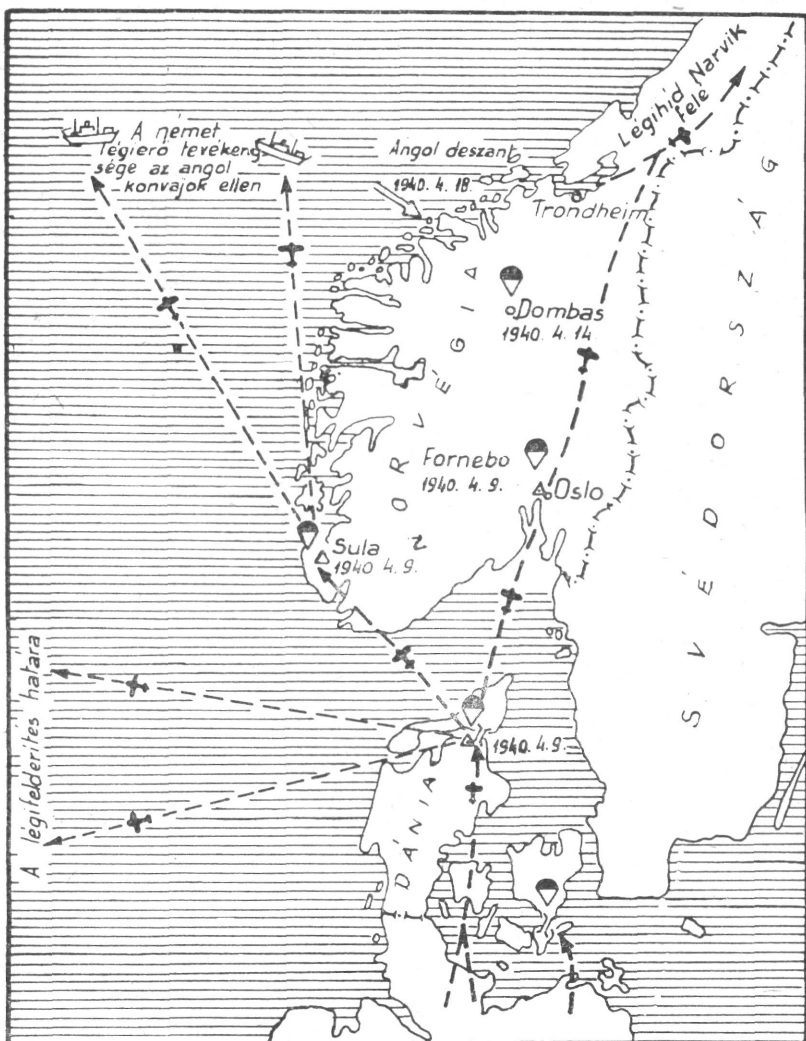 A német
légierő tevékeny-
sége az angol
konvajok ellen
Angol deszant
1940. 4. 18.
Légihíd Narvik
felé
Trondheim
Dombas
1940. 4. 14.
NORVÉGIA
SVÉDORSZÁG
Fornebo
1940. 4. 9.
Oslo
Sula
1940 4. 9.
A légifelderítés határa
1940. 4. 9.
DÁNIA